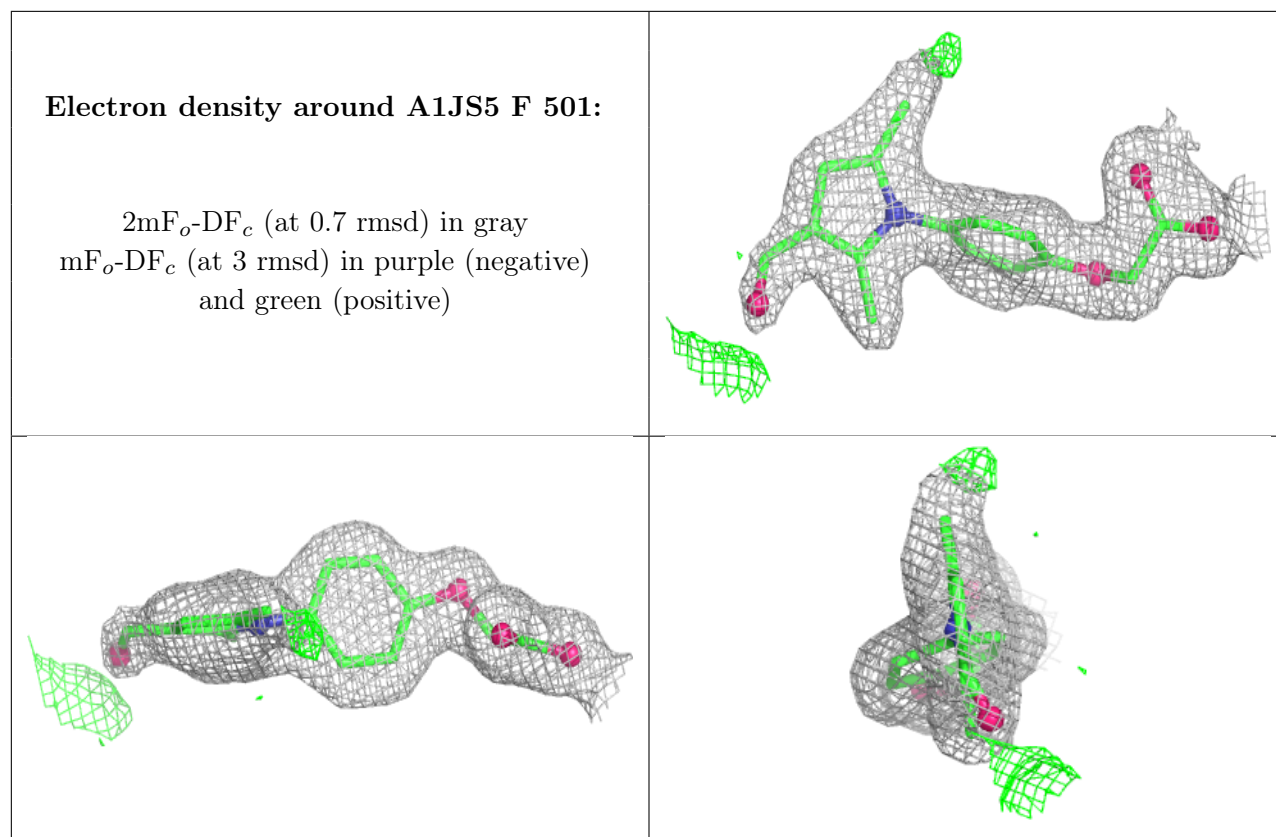 Electron density around A1JS5 F 501:
2mFo-DFc (at 0.7 rmsd) in gray
mFo-DFc (at 3 rmsd) in purple (negative)
and green (positive)